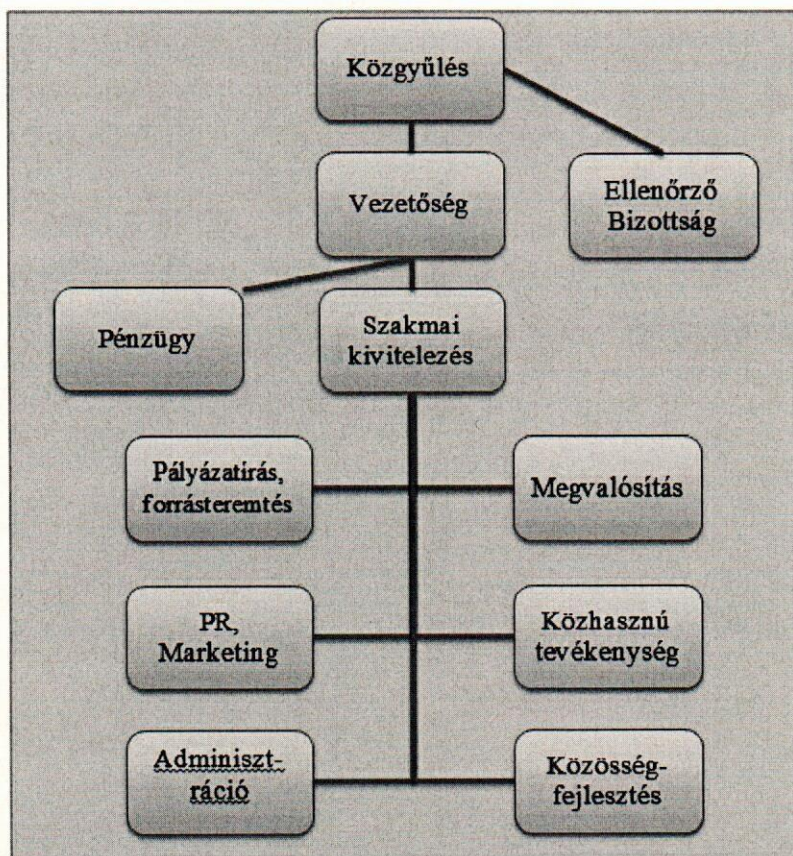 Közgyűlés
Vezetőség
Ellenőrző
Bizottság
Pénzügy
Szakmai
kivitelezés
Pályázatírás,
forrásteremtés
Megvalósítás
PR,
Marketing
Közhasznú
tevékenység
Adminiszt-
ráció
Közösség-
fejlesztés